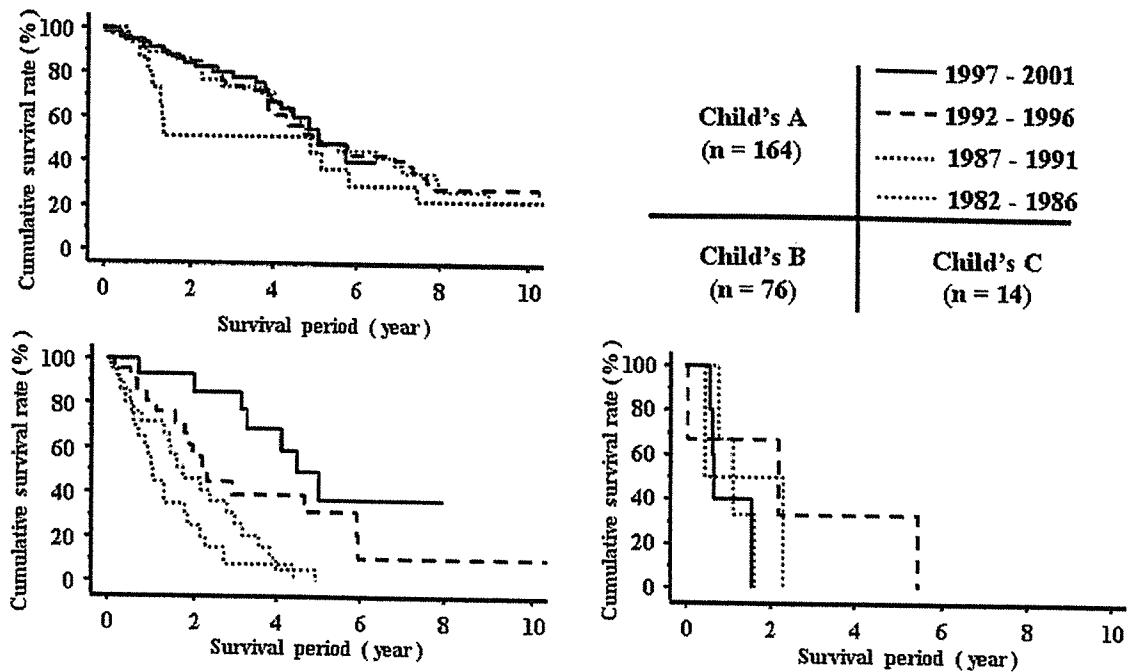 Cumulative survival rate (%)
100
80
60
40
20
0
0 2 4 6 8 10
Survival period (year)
Child's A
(n = 164)
1997 - 2001
1992 - 1996
1987 - 1991
1982 - 1986
Child's B
(n = 76)
Child's C
(n = 14)
Cumulative survival rate (%)
100
80
60
40
20
0
0 2 4 6 8 10
Survival period (year)
Cumulative survival rate (%)
100
80
60
40
20
0
0 2 4 6 8 10
Survival period (year)